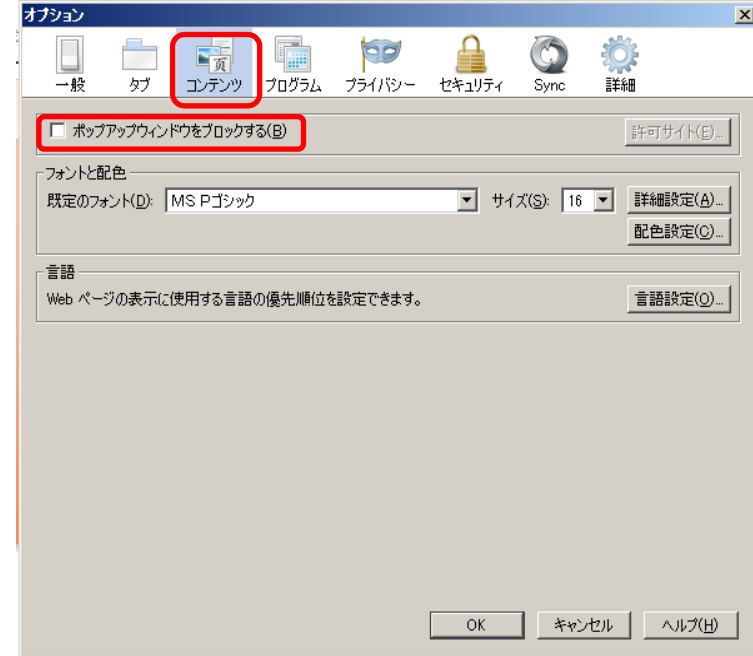 オプション
一般 タブ コンテンツ プログラム プライバシー セキュリティ Sync 詳細
ポップアップウィンドウをブロックする(B) 許可サイト(E)...
フォントと配色
既定のフォント(D): MS Pゴシック サイズ(S): 16 詳細設定(A)...
配色設定(C)...
言語
Web ページの表示に使用する言語の優先順位を設定できます。 言語設定(O)...
OK キャンセル ヘルプ(H)